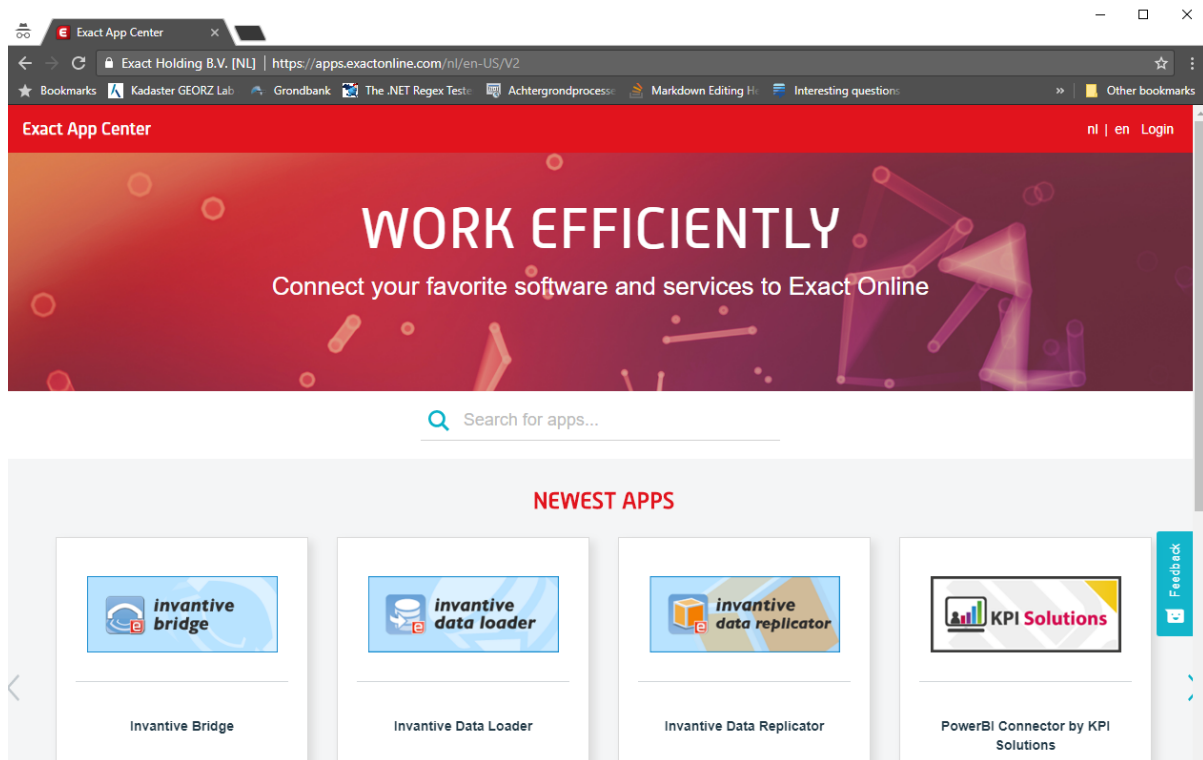 Exact App Center
Exact Holding B.V. [NL] | https://apps.exactonline.com/nl/en-US/V2
Bookmarks Kadaster GEORZ Lab Grondbank The .NET Regex Teste Achtergrondprocesse Markdown Editing He Interesting questions » Other bookmarks
Exact App Center nl | en Login
WORK EFFICIENTLY
Connect your favorite software and services to Exact Online
Search for apps...
NEWEST APPS
Feedback
invantive
bridge
invantive
data loader
invantive
data replicator
KPI Solutions
Invantive Bridge
Invantive Data Loader
Invantive Data Replicator
PowerBI Connector by KPI
Solutions